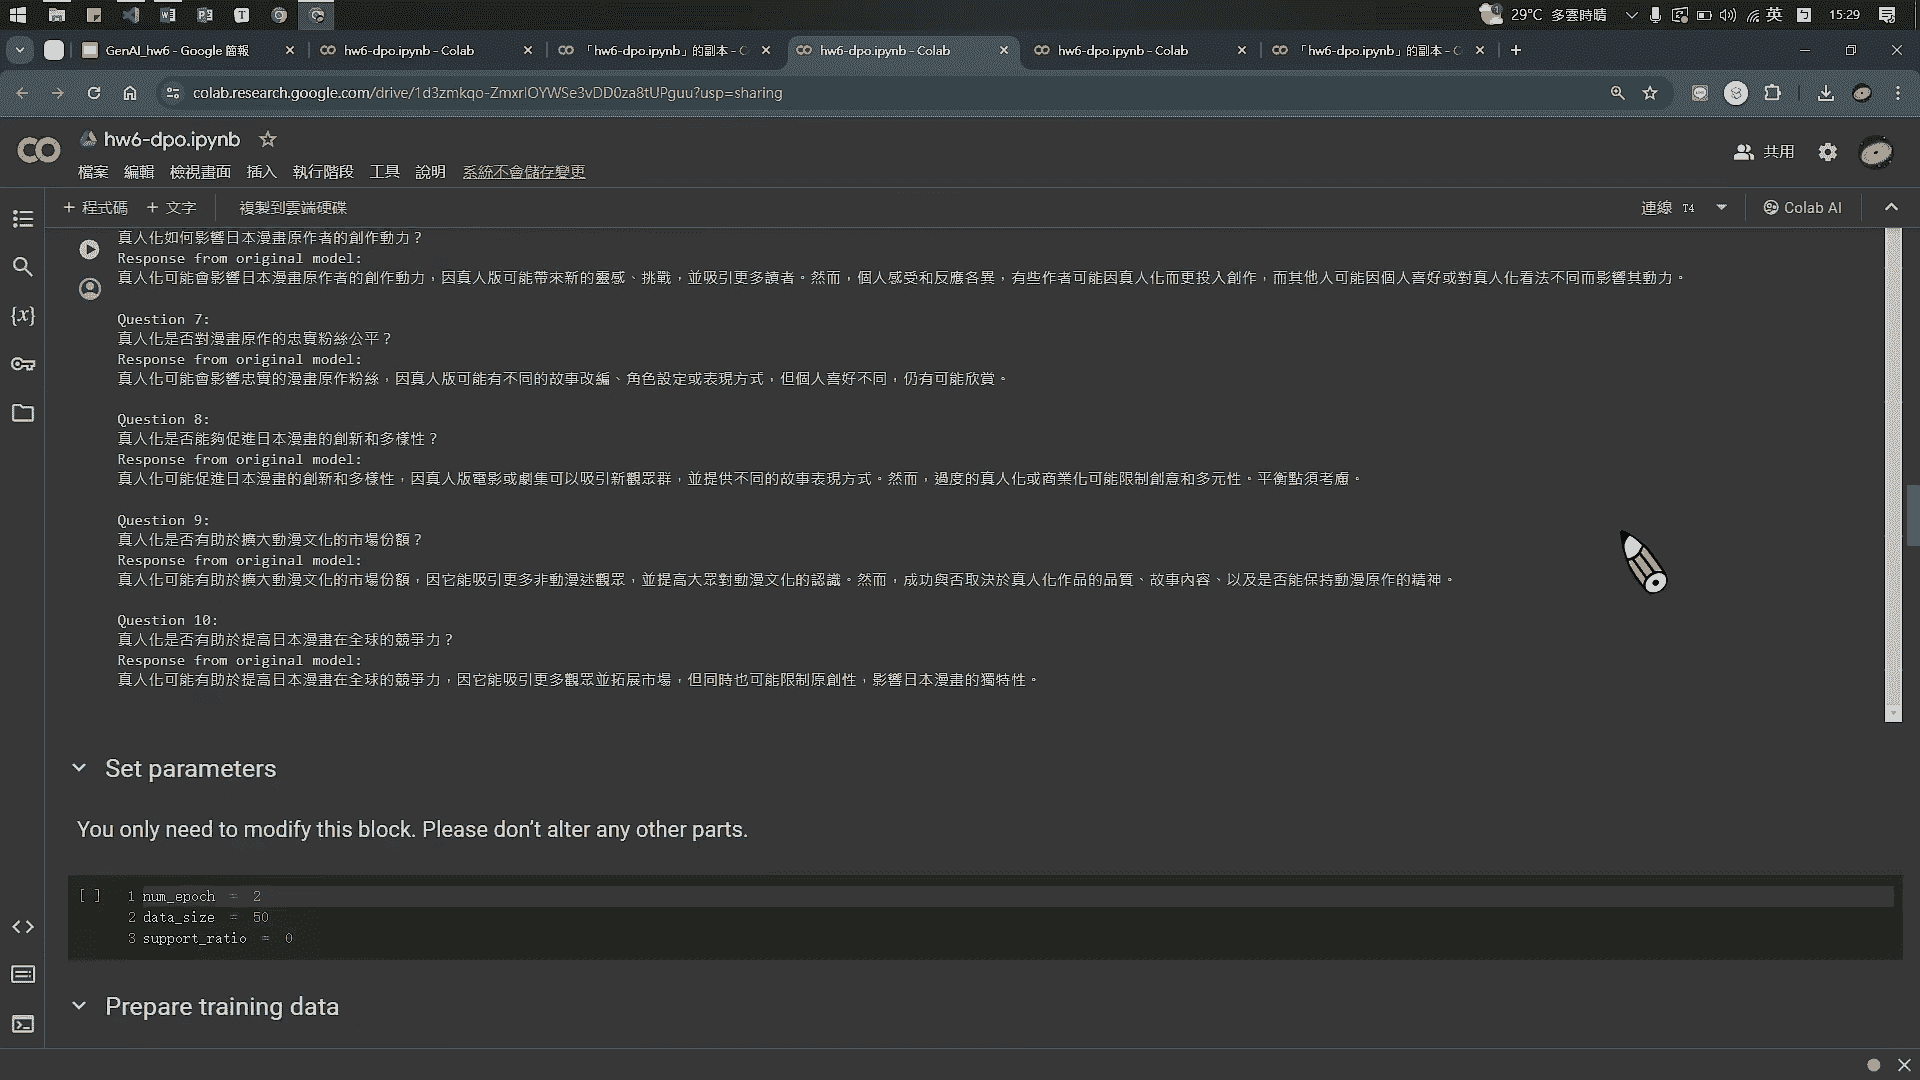 29°C 多雲時晴
英
15:29
GenAI_hw6 - Google 簡報
hw6-dpo.ipynb - Colab
「hw6-dpo.ipynb」的副本 - C
hw6-dpo.ipynb - Colab
hw6-dpo.ipynb - Colab
「hw6-dpo.ipynb」的副本 - C
colab.research.google.com/drive/1d3zmkqo-ZmxrIOYWSe3vDD0za8tUPguu?usp=sharing
hw6-dpo.ipynb
共用
檔案 編輯 檢視畫面 插入 執行階段 工具 說明 系統不會儲存變更
+ 程式碼 + 文字 複製到雲端硬碟
連線 T4
Colab AI
真人化如何影響日本漫畫原作者的創作動力？
Response from original model:
真人化可能會影響日本漫畫原作者的創作動力，因真人版可能帶來新的靈感、挑戰，並吸引更多讀者。然而，個人感受和反應各異，有些作者可能因真人化而更投入創作，而其他人可能因個人喜好或對真人化看法不同而影響其動力。
Question 7:
真人化是否對漫畫原作的忠實粉絲公平？
Response from original model:
真人化可能會影響忠實的漫畫原作粉絲，因真人版可能有不同的故事改編、角色設定或表現方式，但個人喜好不同，仍有可能欣賞。
Question 8:
真人化是否能夠促進日本漫畫的創新和多樣性？
Response from original model:
真人化可能促進日本漫畫的創新和多樣性，因真人版電影或劇集可以吸引新觀眾群，並提供不同的故事表現方式。然而，過度的真人化或商業化可能限制創意和多元性。平衡點須考慮。
Question 9:
真人化是否有助於擴大動漫文化的市場份額？
Response from original model:
真人化可能有助於擴大動漫文化的市場份額，因它能吸引更多非動漫迷觀眾，並提高大眾對動漫文化的認識。然而，成功與否取決於真人化作品的品質、故事內容、以及是否能保持動漫原作的精神。
Question 10:
真人化是否有助於提高日本漫畫在全球的競爭力？
Response from original model:
真人化可能有助於提高日本漫畫在全球的競爭力，因它能吸引更多觀眾並拓展市場，但同時也可能限制原創性，影響日本漫畫的獨特性。
Set parameters
You only need to modify this block. Please don’t alter any other parts.
[ ] 1 num_epoch = 2
2 data_size = 50
3 support_ratio = 0
Prepare training data